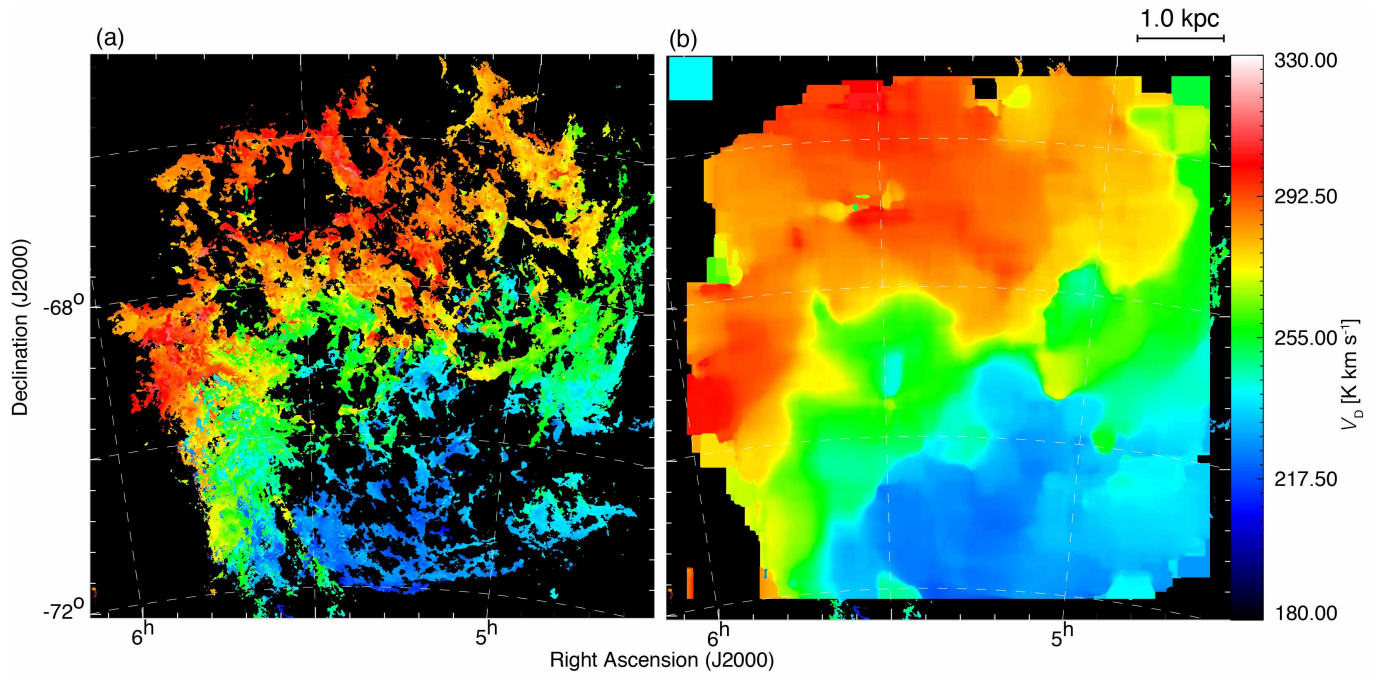 (a)
(b)
1.0 kpc
330.00
292.50
255.00
217.50
180.00
V_D [K km s⁻¹]
Declination (J2000)
-68°
-72°
6ʰ
5ʰ
6ʰ
5ʰ
Right Ascension (J2000)